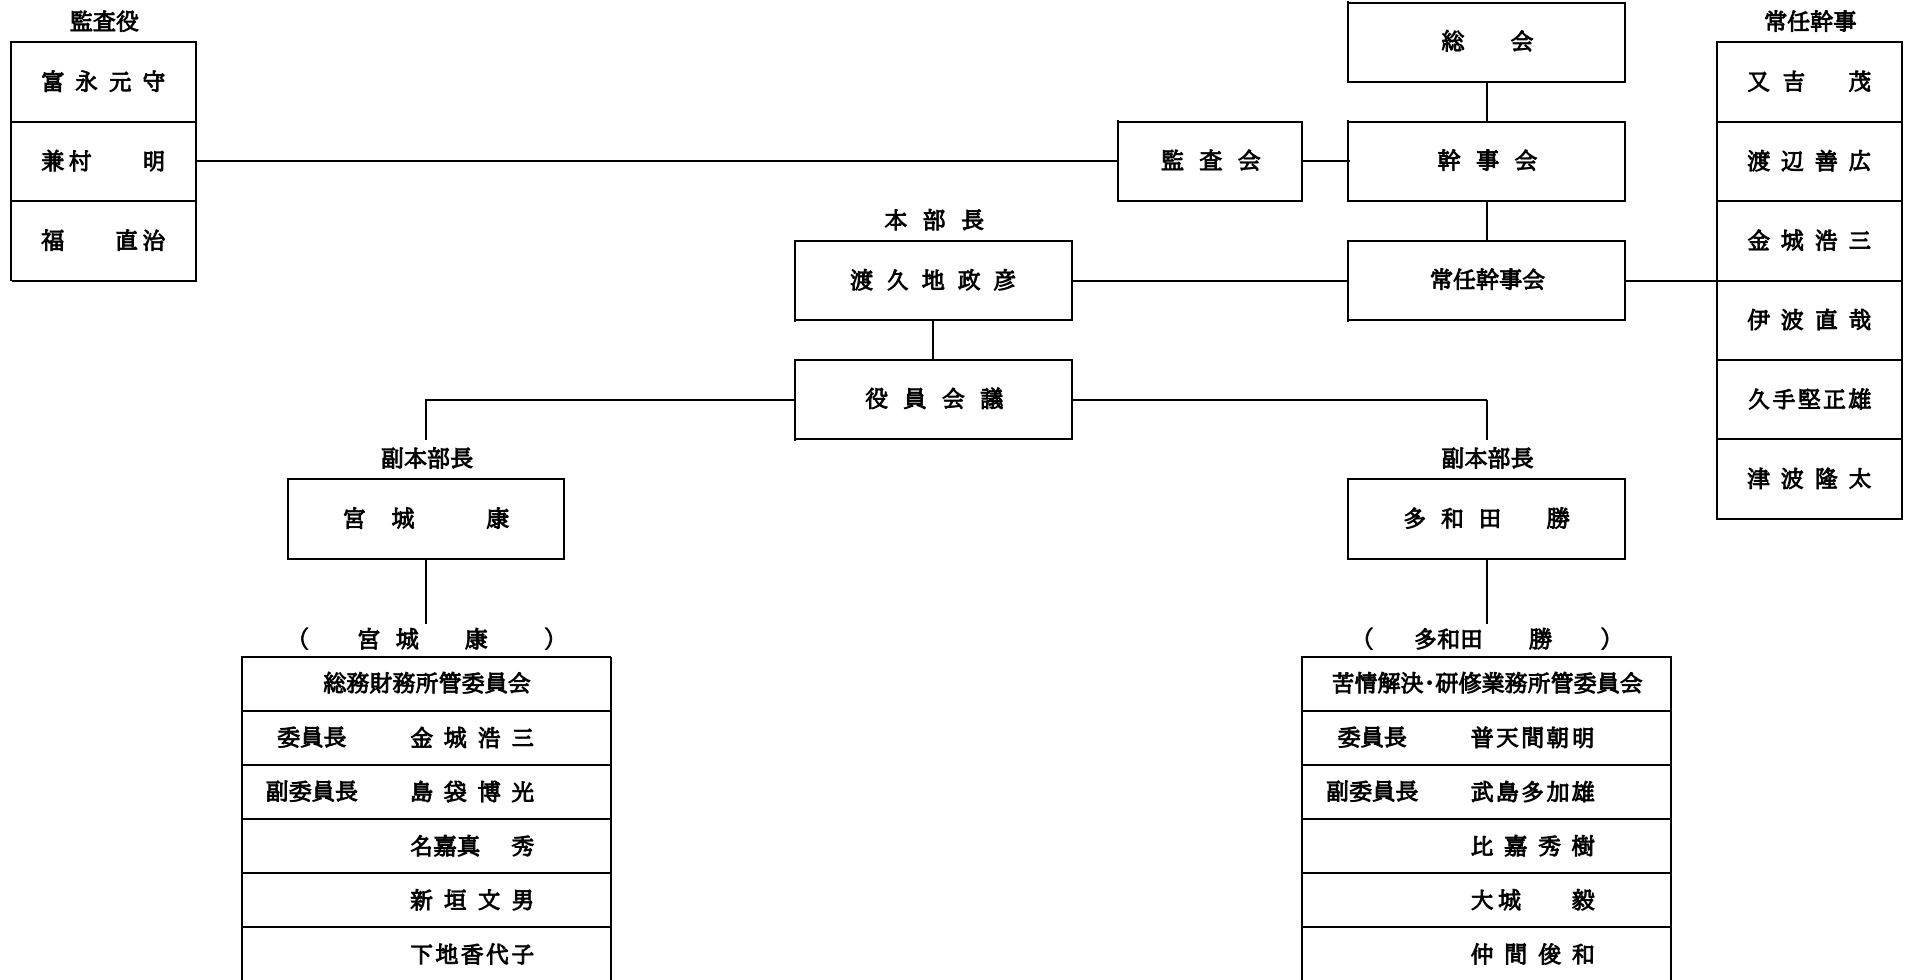 監査役
富永元守
兼村　明
福　直治
総　会
監査会
幹事会
常任幹事
又吉　茂
渡辺善広
金城浩三
伊波直哉
久手堅正雄
津波隆太
本部長
渡久地政彦
常任幹事会
役員会議
副本部長
宮城　康
副本部長
多和田　勝
（　宮城　康　）
総務財務所管委員会
委員長　金城浩三
副委員長　島袋博光
名嘉真　秀
新垣文男
下地香代子
（　多和田　勝　）
苦情解決・研修業務所管委員会
委員長　普天間朝明
副委員長　武島多加雄
比嘉秀樹
大城　毅
仲間俊和